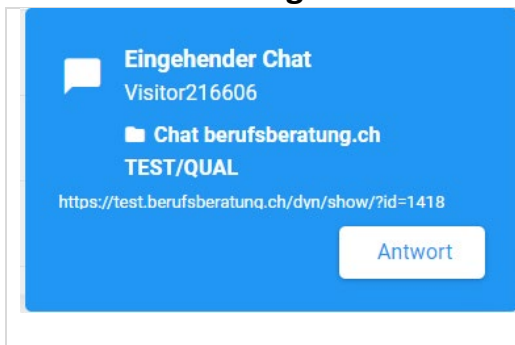 Eingehender Chat
Visitor216606
Chat berufsberatung.ch
TEST/QUAL
https://test.berufsberatung.ch/dyn/show/?id=1418
Antwort